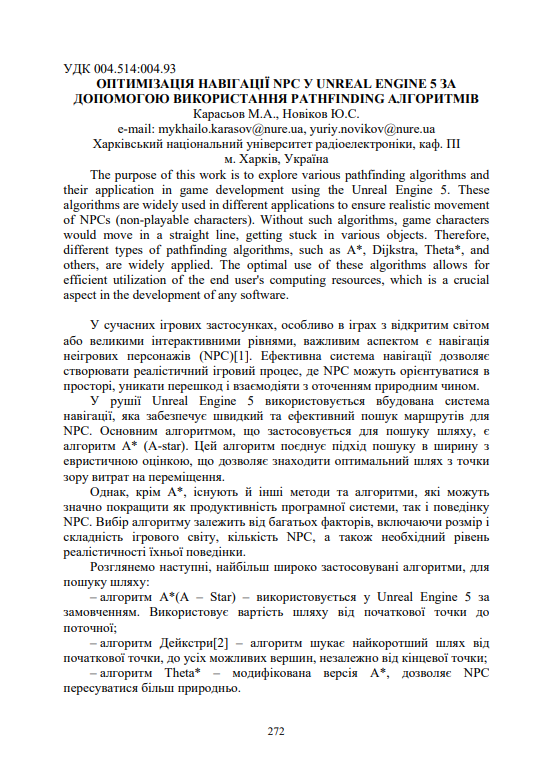 УДК 004.514:004.93
ОПТИМІЗАЦІЯ НАВІГАЦІЇ NPC У UNREAL ENGINE 5 ЗА
ДОПОМОГОЮ ВИКОРИСТАННЯ PATHFINDING АЛГОРИТМІВ
Карасьов М.А., Новіков Ю.С.
e-mail: mykhailo.karasov@nure.ua, yuriy.novikov@nure.ua
Харківський національний університет радіоелектроніки, каф. ПІ
м. Харків, Україна
The purpose of this work is to explore various pathfinding algorithms and
their application in game development using the Unreal Engine 5. These
algorithms are widely used in different applications to ensure realistic movement
of NPCs (non-playable characters). Without such algorithms, game characters
would move in a straight line, getting stuck in various objects. Therefore,
different types of pathfinding algorithms, such as A*, Dijkstra, Theta*, and
others, are widely applied. The optimal use of these algorithms allows for
efficient utilization of the end user's computing resources, which is a crucial
aspect in the development of any software.
У сучасних ігрових застосунках, особливо в іграх з відкритим світом
або великими інтерактивними рівнями, важливим аспектом є навігація
неігрових персонажів (NPC)[1]. Ефективна система навігації дозволяє
створювати реалістичний ігровий процес, де NPC можуть орієнтуватися в
просторі, уникати перешкод і взаємодіяти з оточенням природним чином.
У рушії Unreal Engine 5 використовується вбудована система
навігації, яка забезпечує швидкий та ефективний пошук маршрутів для
NPC. Основним алгоритмом, що застосовується для пошуку шляху, є
алгоритм A* (A-star). Цей алгоритм поєднує підхід пошуку в ширину з
евристичною оцінкою, що дозволяє знаходити оптимальний шлях з точки
зору витрат на переміщення.
Однак, крім A*, існують й інші методи та алгоритми, які можуть
значно покращити як продуктивність програмної системи, так і поведінку
NPC. Вибір алгоритму залежить від багатьох факторів, включаючи розмір і
складність ігрового світу, кількість NPC, а також необхідний рівень
реалістичності їхньої поведінки.
Розглянемо наступні, найбільш широко застосовувані алгоритми, для
пошуку шляху:
– алгоритм A*(A – Star) – використовується у Unreal Engine 5 за
замовченням. Використовує вартість шляху від початкової точки до
поточної;
– алгоритм Дейкстри[2] – алгоритм шукає найкоротший шлях від
початкової точки, до усіх можливих вершин, незалежно від кінцевої точки;
– алгоритм Theta* – модифікована версія A*, дозволяє NPC
пересуватися більш природньо.
272